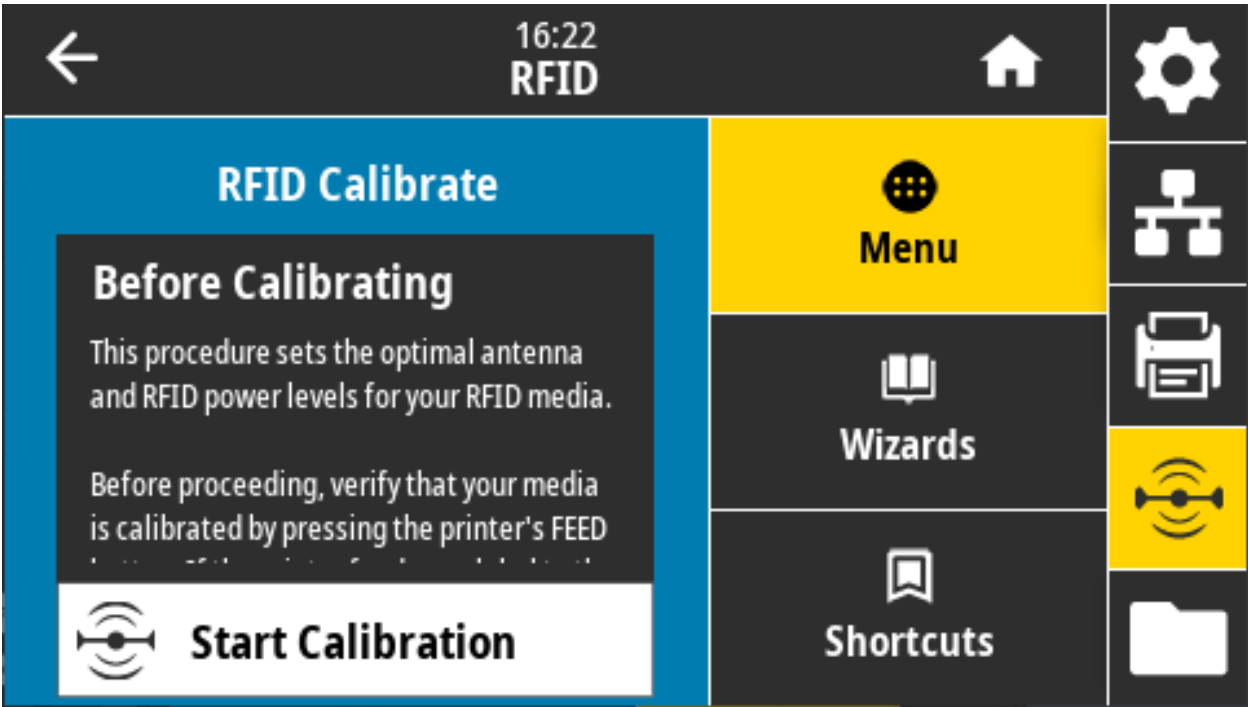 16:22
RFID
RFID Calibrate
Before Calibrating
This procedure sets the optimal antenna
and RFID power levels for your RFID media.
Before proceeding, verify that your media
is calibrated by pressing the printer's FEED
Start Calibration
Menu
Wizards
Shortcuts